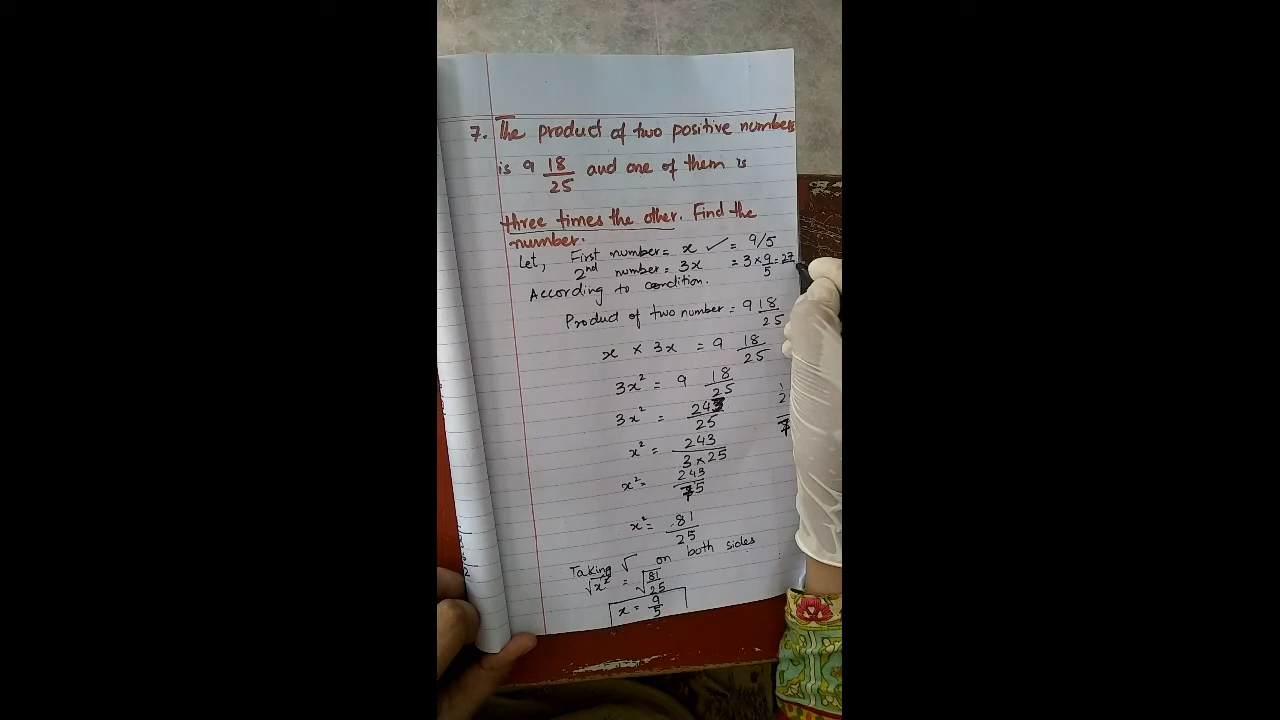 7. The product of two positive numbers
is 9 18/25 and one of them is
three times the other. Find the
number.
Let, First number = x ✓ = 9/5
2nd number = 3x = 3 × 9/5 = 27
According to condition.
Product of two number = 9 18/25
x × 3x = 9 18/25
3x² = 9 18/25
3x² = 243/25
x² = 243/3 × 25
x² = 243/75
x² = 81/25
Taking √ on both sides
√x² = √81/25
x = 9/5